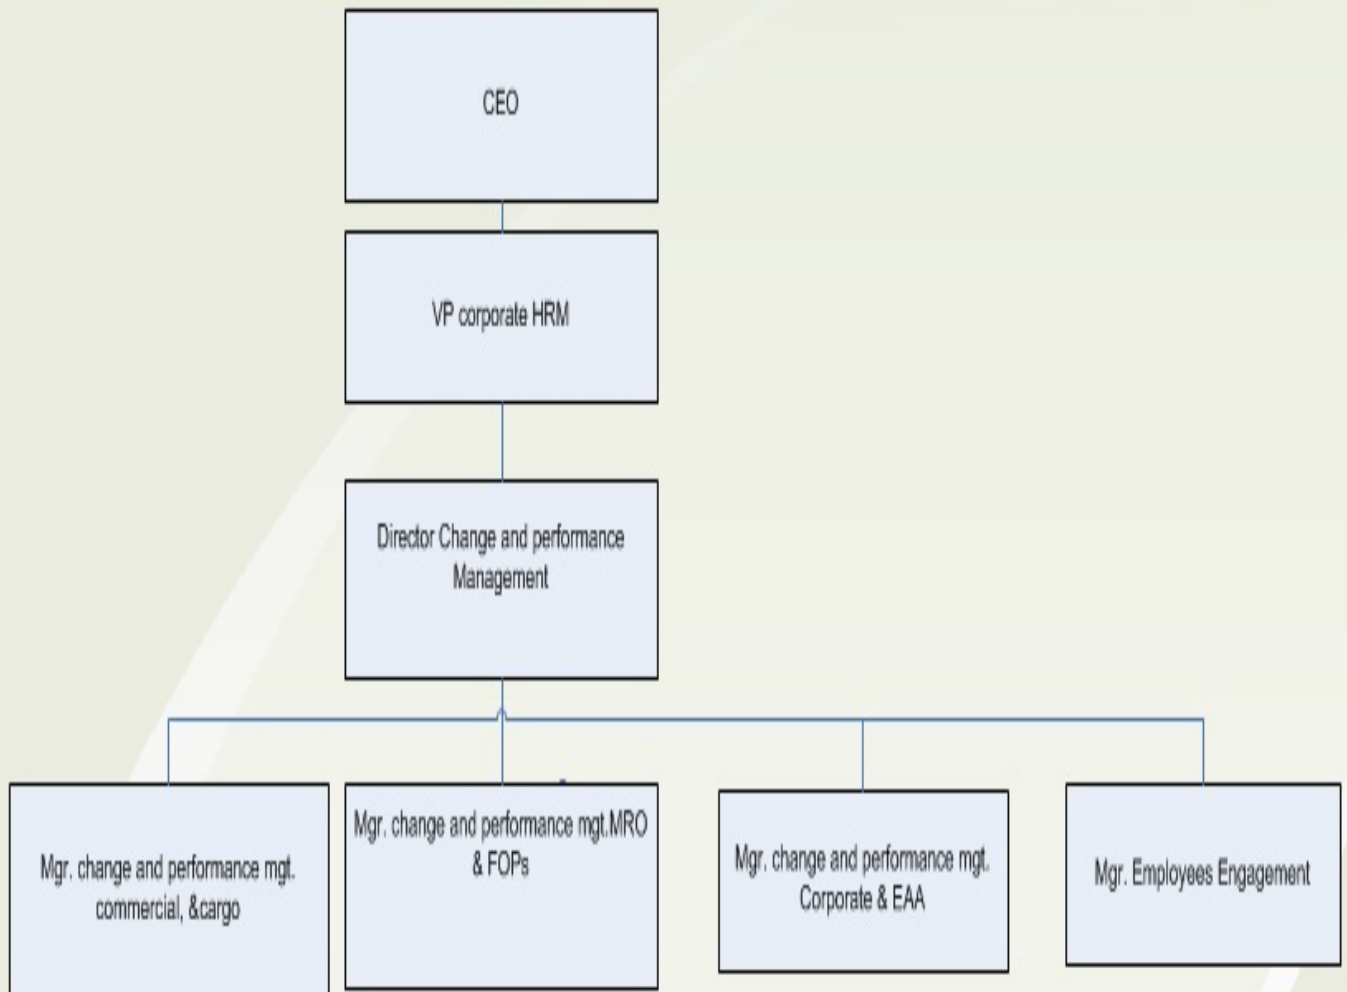 CEO
VP corporate HRM
Director Change and performance
Management
Mgr. change and performance mgt.
commercial, &cargo
Mgr. change and performance mgt.MRO
& FOPs
Mgr. change and performance mgt.
Corporate & EAA
Mgr. Employees Engagement